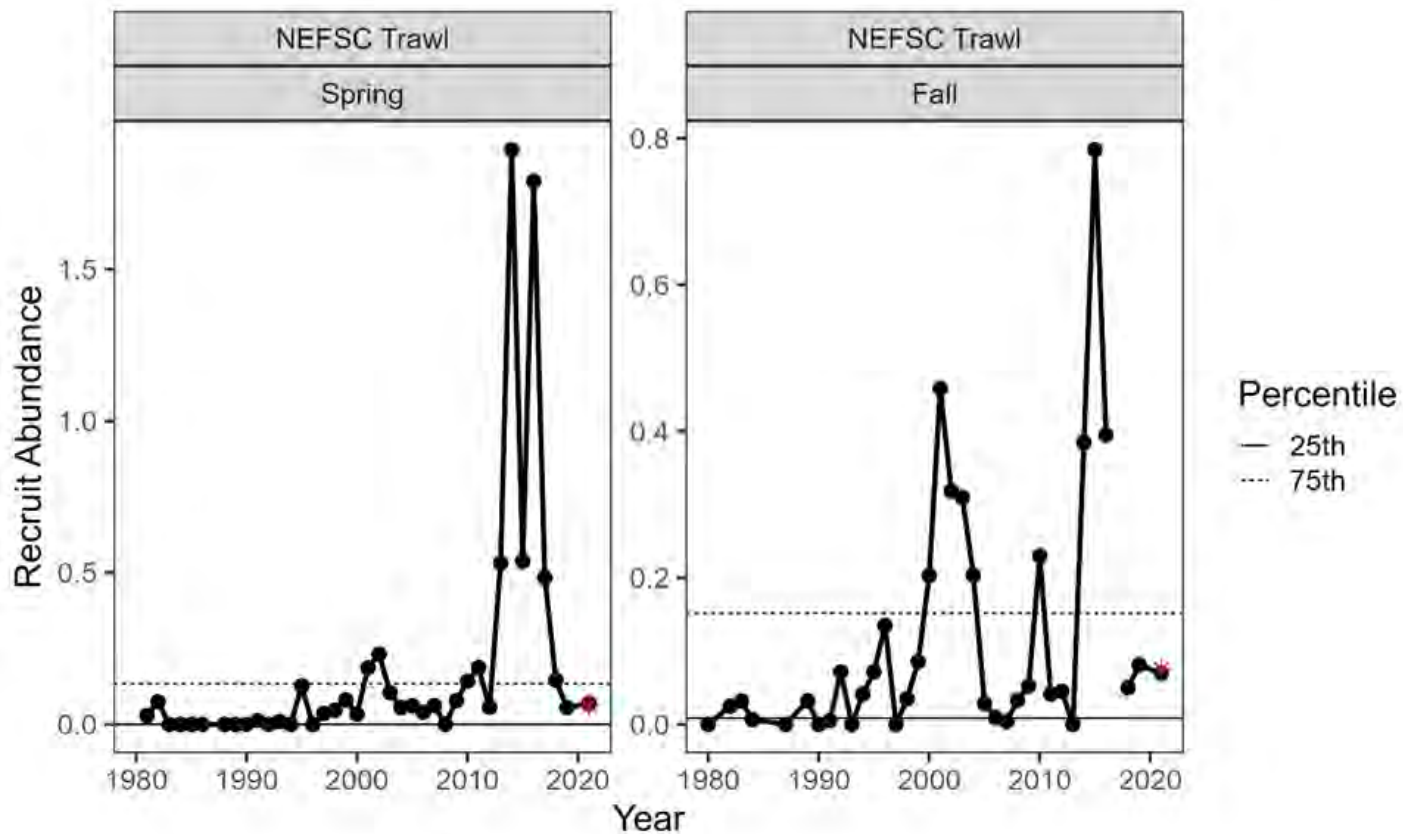 NEFSC Trawl
Spring
NEFSC Trawl
Fall
Recruit Abundance
1.5
1.0
0.5
0.0
1980 1990 2000 2010 2020
0.8
0.6
0.4
0.2
0.0
1980 1990 2000 2010 2020
Year
Percentile
25th
75th